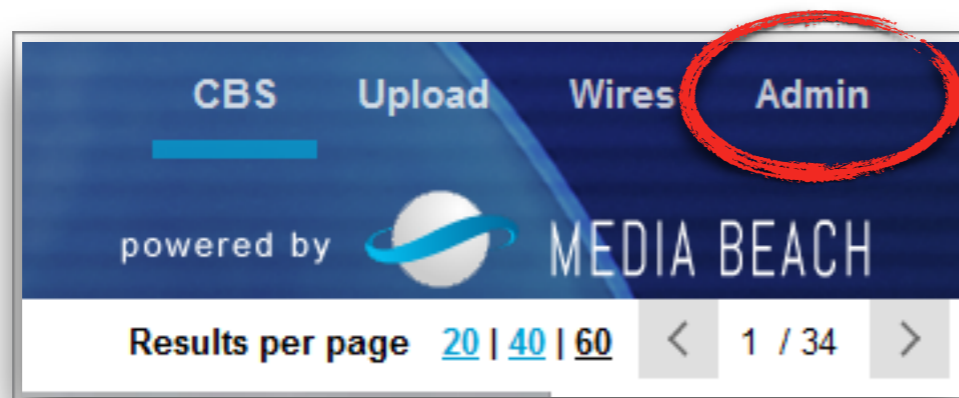 CBS Upload Wires Admin
powered by MEDIA BEACH
Results per page 20 | 40 | 60 < 1 / 34 >